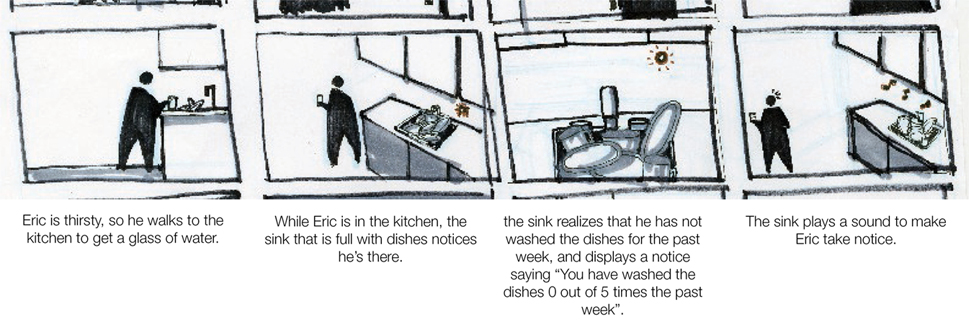 Eric is thirsty, so he walks to the
kitchen to get a glass of water.
While Eric is in the kitchen, the
sink that is full with dishes notices
he's there.
the sink realizes that he has not
washed the dishes for the past
week, and displays a notice
saying “You have washed the
dishes 0 out of 5 times the past
week”.
The sink plays a sound to make
Eric take notice.